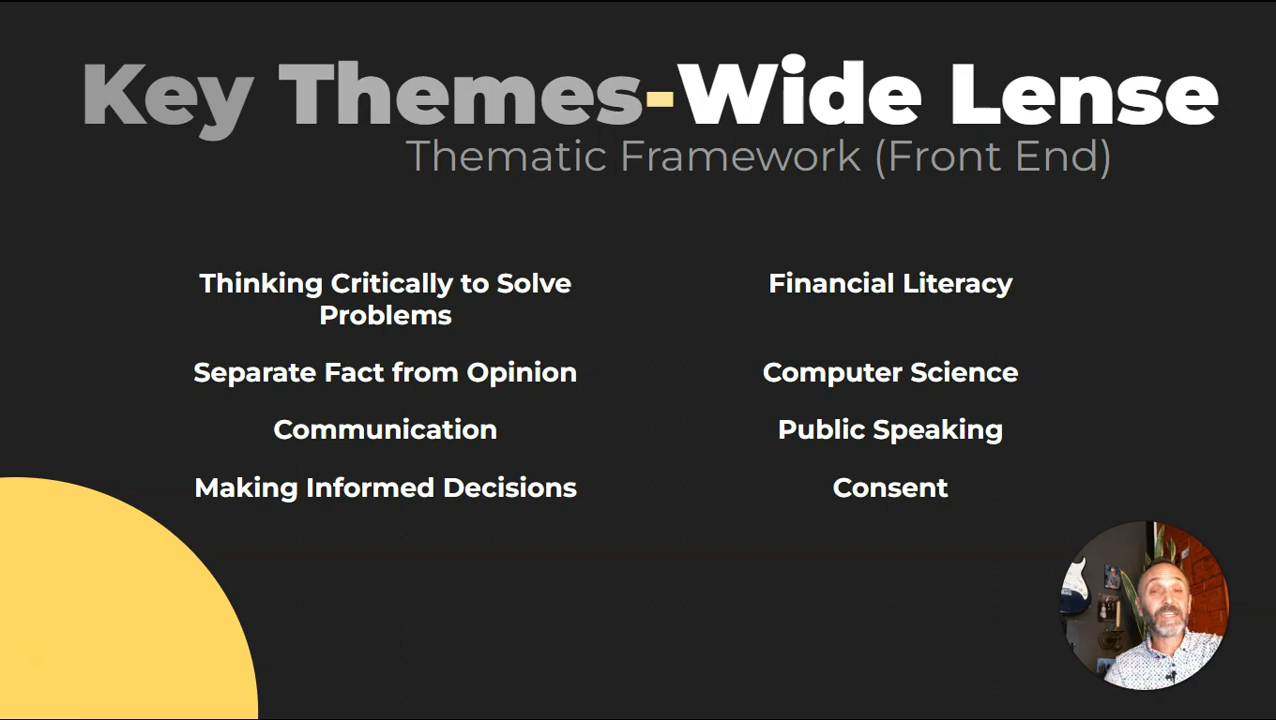 Key Themes-Wide Lense
Thematic Framework (Front End)
Thinking Critically to Solve
Problems
Financial Literacy
Separate Fact from Opinion
Computer Science
Communication
Public Speaking
Making Informed Decisions
Consent